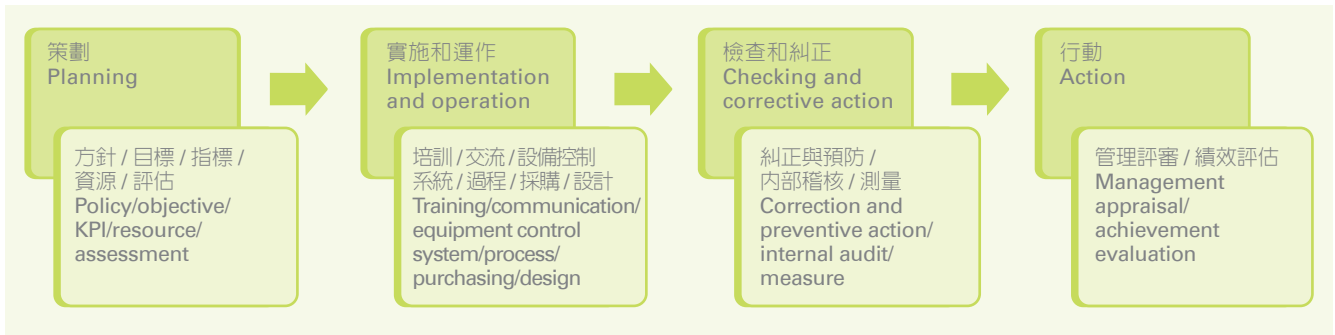 策劃
Planning
方針 / 目標 / 指標 /
資源 / 評估
Policy/objective/
KPI/resource/
assessment
實施和運作
Implementation
and operation
培訓 / 交流 / 設備控制
系統 / 過程 / 採購 / 設計
Training/communication/
equipment control
system/process/
purchasing/design
檢查和糾正
Checking and
corrective action
糾正與預防 /
內部稽核 / 測量
Correction and
preventive action/
internal audit/
measure
行動
Action
管理評審 / 績效評估
Management
appraisal/
achievement
evaluation